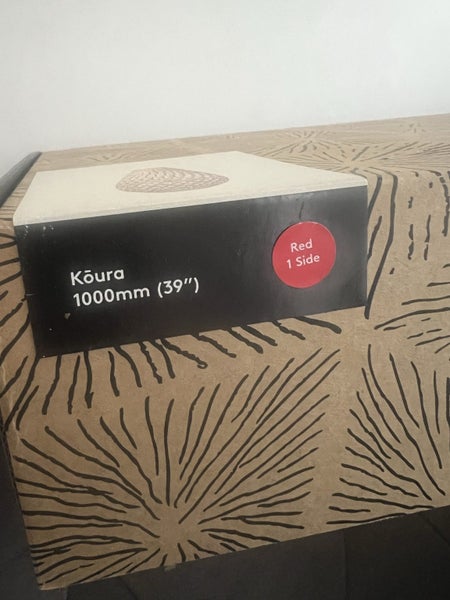 Kōura
1000mm (39")
Red
1 Side